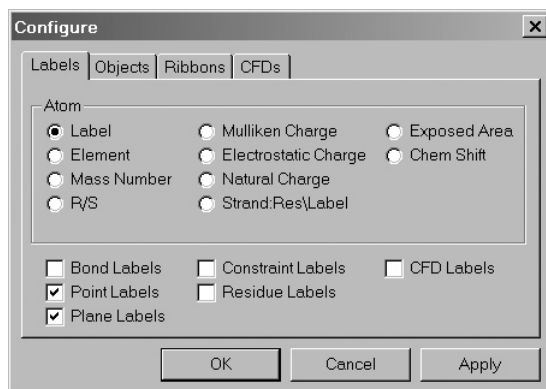 Configure
Labels Objects Ribbons CFDs
Atom
Label Mulliken Charge Exposed Area
Element Electrostatic Charge Chem Shift
Mass Number Natural Charge
R/S Strand:Res\Label
Bond Labels Constraint Labels CFD Labels
Point Labels Residue Labels
Plane Labels
OK Cancel Apply